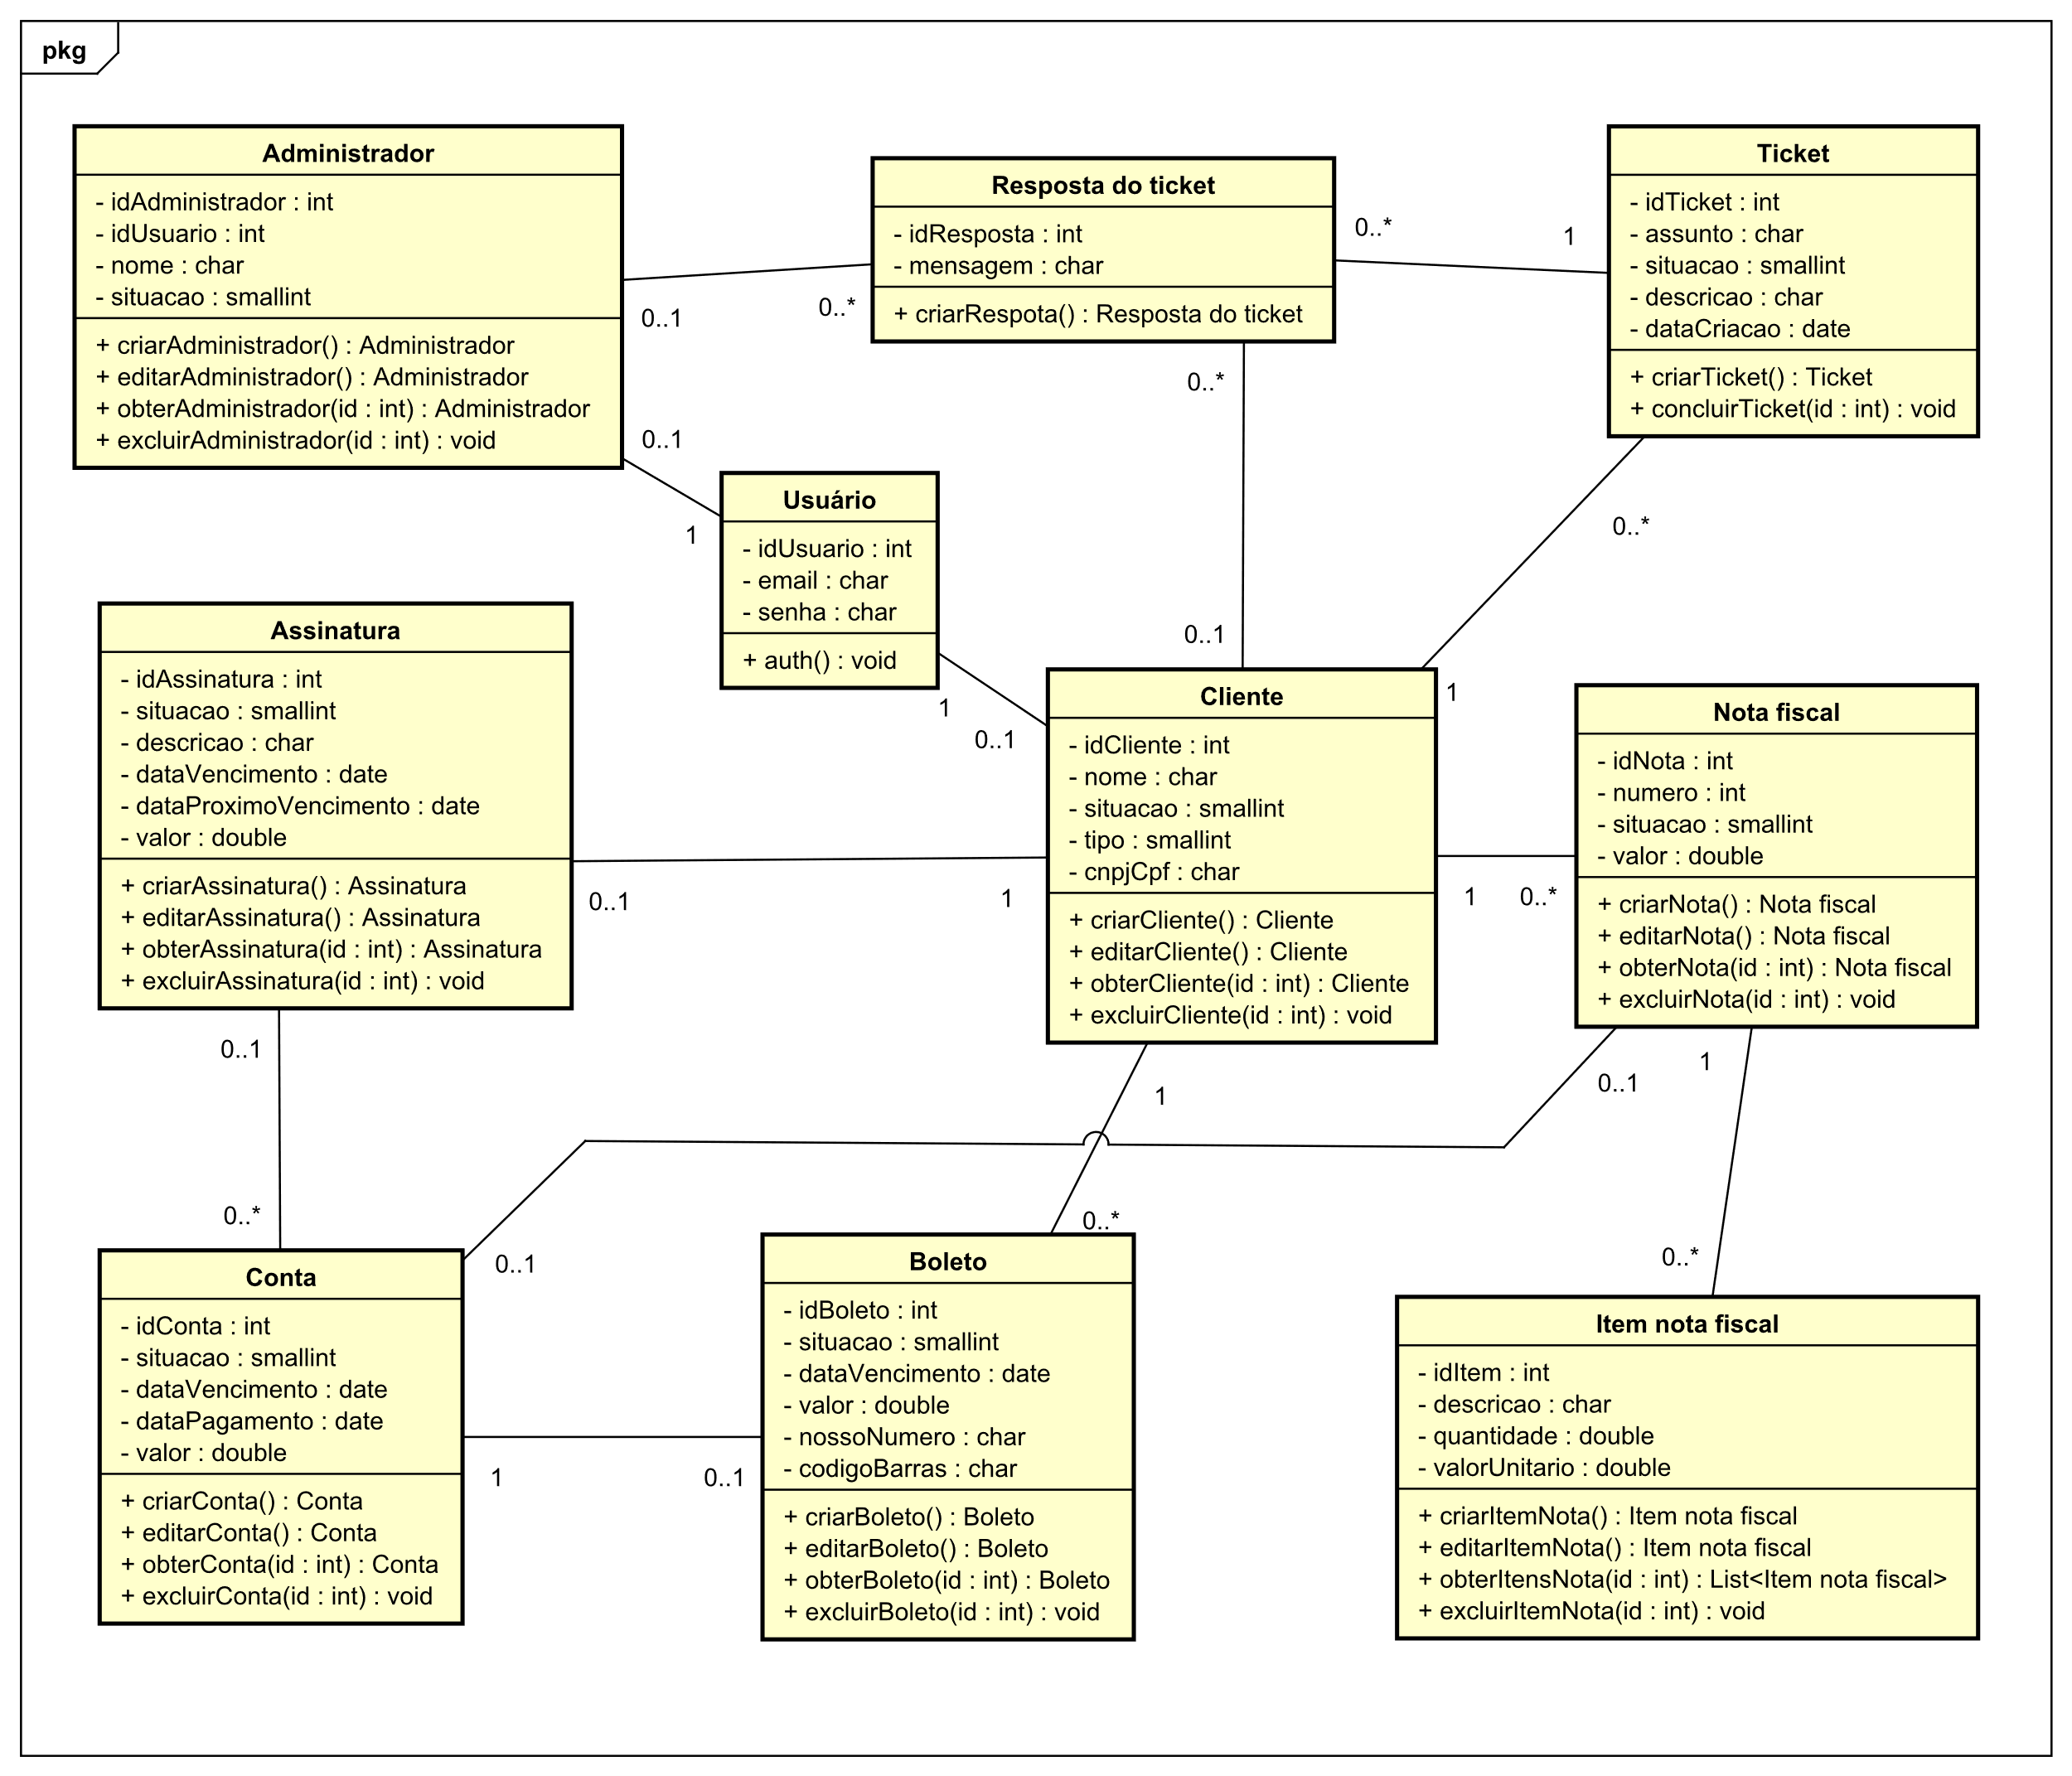 pkg
Administrador
- idAdministrador : int
- idUsuario : int
- nome : char
- situacao : smallint
+ criarAdministrador() : Administrador
+ editarAdministrador() : Administrador
+ obterAdministrador(id : int) : Administrador
+ excluirAdministrador(id : int) : void
0..1
0..*
0..1
1
Resposta do ticket
- idResposta : int
- mensagem : char
+ criarRespota() : Resposta do ticket
0..*
1
0..*
0..1
Ticket
- idTicket : int
- assunto : char
- situacao : smallint
- descricao : char
- dataCriacao : date
+ criarTicket() : Ticket
+ concluirTicket(id : int) : void
0..*
1
Usuário
- idUsuario : int
- email : char
- senha : char
+ auth() : void
1
0..1
Assinatura
- idAssinatura : int
- situacao : smallint
- descricao : char
- dataVencimento : date
- dataProximoVencimento : date
- valor : double
+ criarAssinatura() : Assinatura
+ editarAssinatura() : Assinatura
+ obterAssinatura(id : int) : Assinatura
+ excluirAssinatura(id : int) : void
0..1
1
0..1
0..*
Cliente
- idCliente : int
- nome : char
- situacao : smallint
- tipo : smallint
- cnpjCpf : char
+ criarCliente() : Cliente
+ editarCliente() : Cliente
+ obterCliente(id : int) : Cliente
+ excluirCliente(id : int) : void
1
0..*
1
0..*
Nota fiscal
- idNota : int
- numero : int
- situacao : smallint
- valor : double
+ criarNota() : Nota fiscal
+ editarNota() : Nota fiscal
+ obterNota(id : int) : Nota fiscal
+ excluirNota(id : int) : void
0..1
0..1
1
0..*
Conta
- idConta : int
- situacao : smallint
- dataVencimento : date
- dataPagamento : date
- valor : double
+ criarConta() : Conta
+ editarConta() : Conta
+ obterConta(id : int) : Conta
+ excluirConta(id : int) : void
1
0..1
Boleto
- idBoleto : int
- situacao : smallint
- dataVencimento : date
- valor : double
- nossoNumero : char
- codigoBarras : char
+ criarBoleto() : Boleto
+ editarBoleto() : Boleto
+ obterBoleto(id : int) : Boleto
+ excluirBoleto(id : int) : void
Item nota fiscal
- idItem : int
- descricao : char
- quantidade : double
- valorUnitario : double
+ criarItemNota() : Item nota fiscal
+ editarItemNota() : Item nota fiscal
+ obterItensNota(id : int) : List<Item nota fiscal>
+ excluirItemNota(id : int) : void